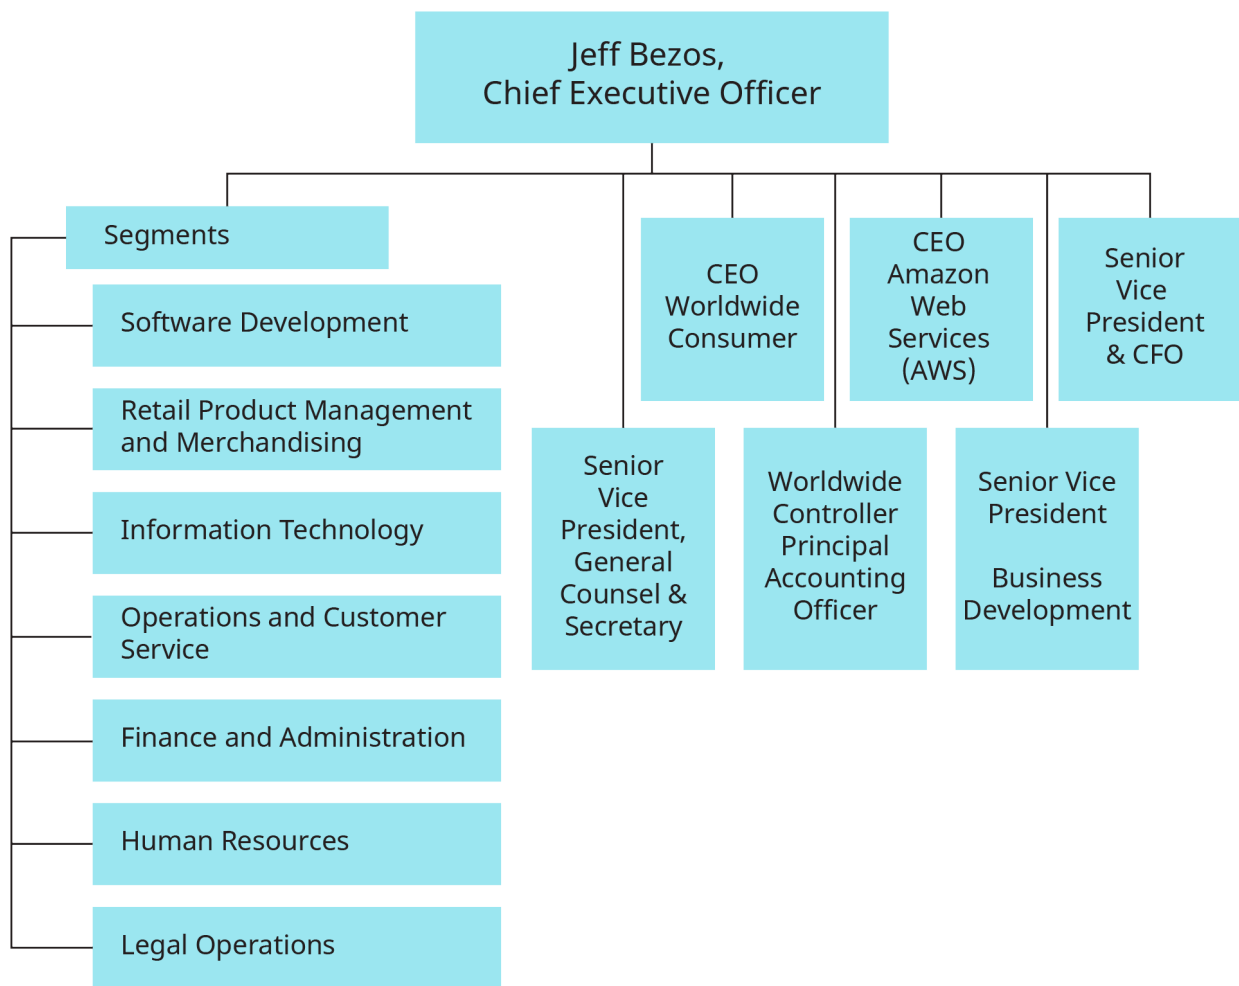 Jeff Bezos,
Chief Executive Officer
Segments
Software Development
Retail Product Management
and Merchandising
Information Technology
Operations and Customer
Service
Finance and Administration
Human Resources
Legal Operations
Senior
Vice
President,
General
Counsel &
Secretary
CEO
Worldwide
Consumer
Worldwide
Controller
Principal
Accounting
Officer
CEO
Amazon
Web
Services
(AWS)
Senior Vice
President
Business
Development
Senior
Vice
President
& CFO